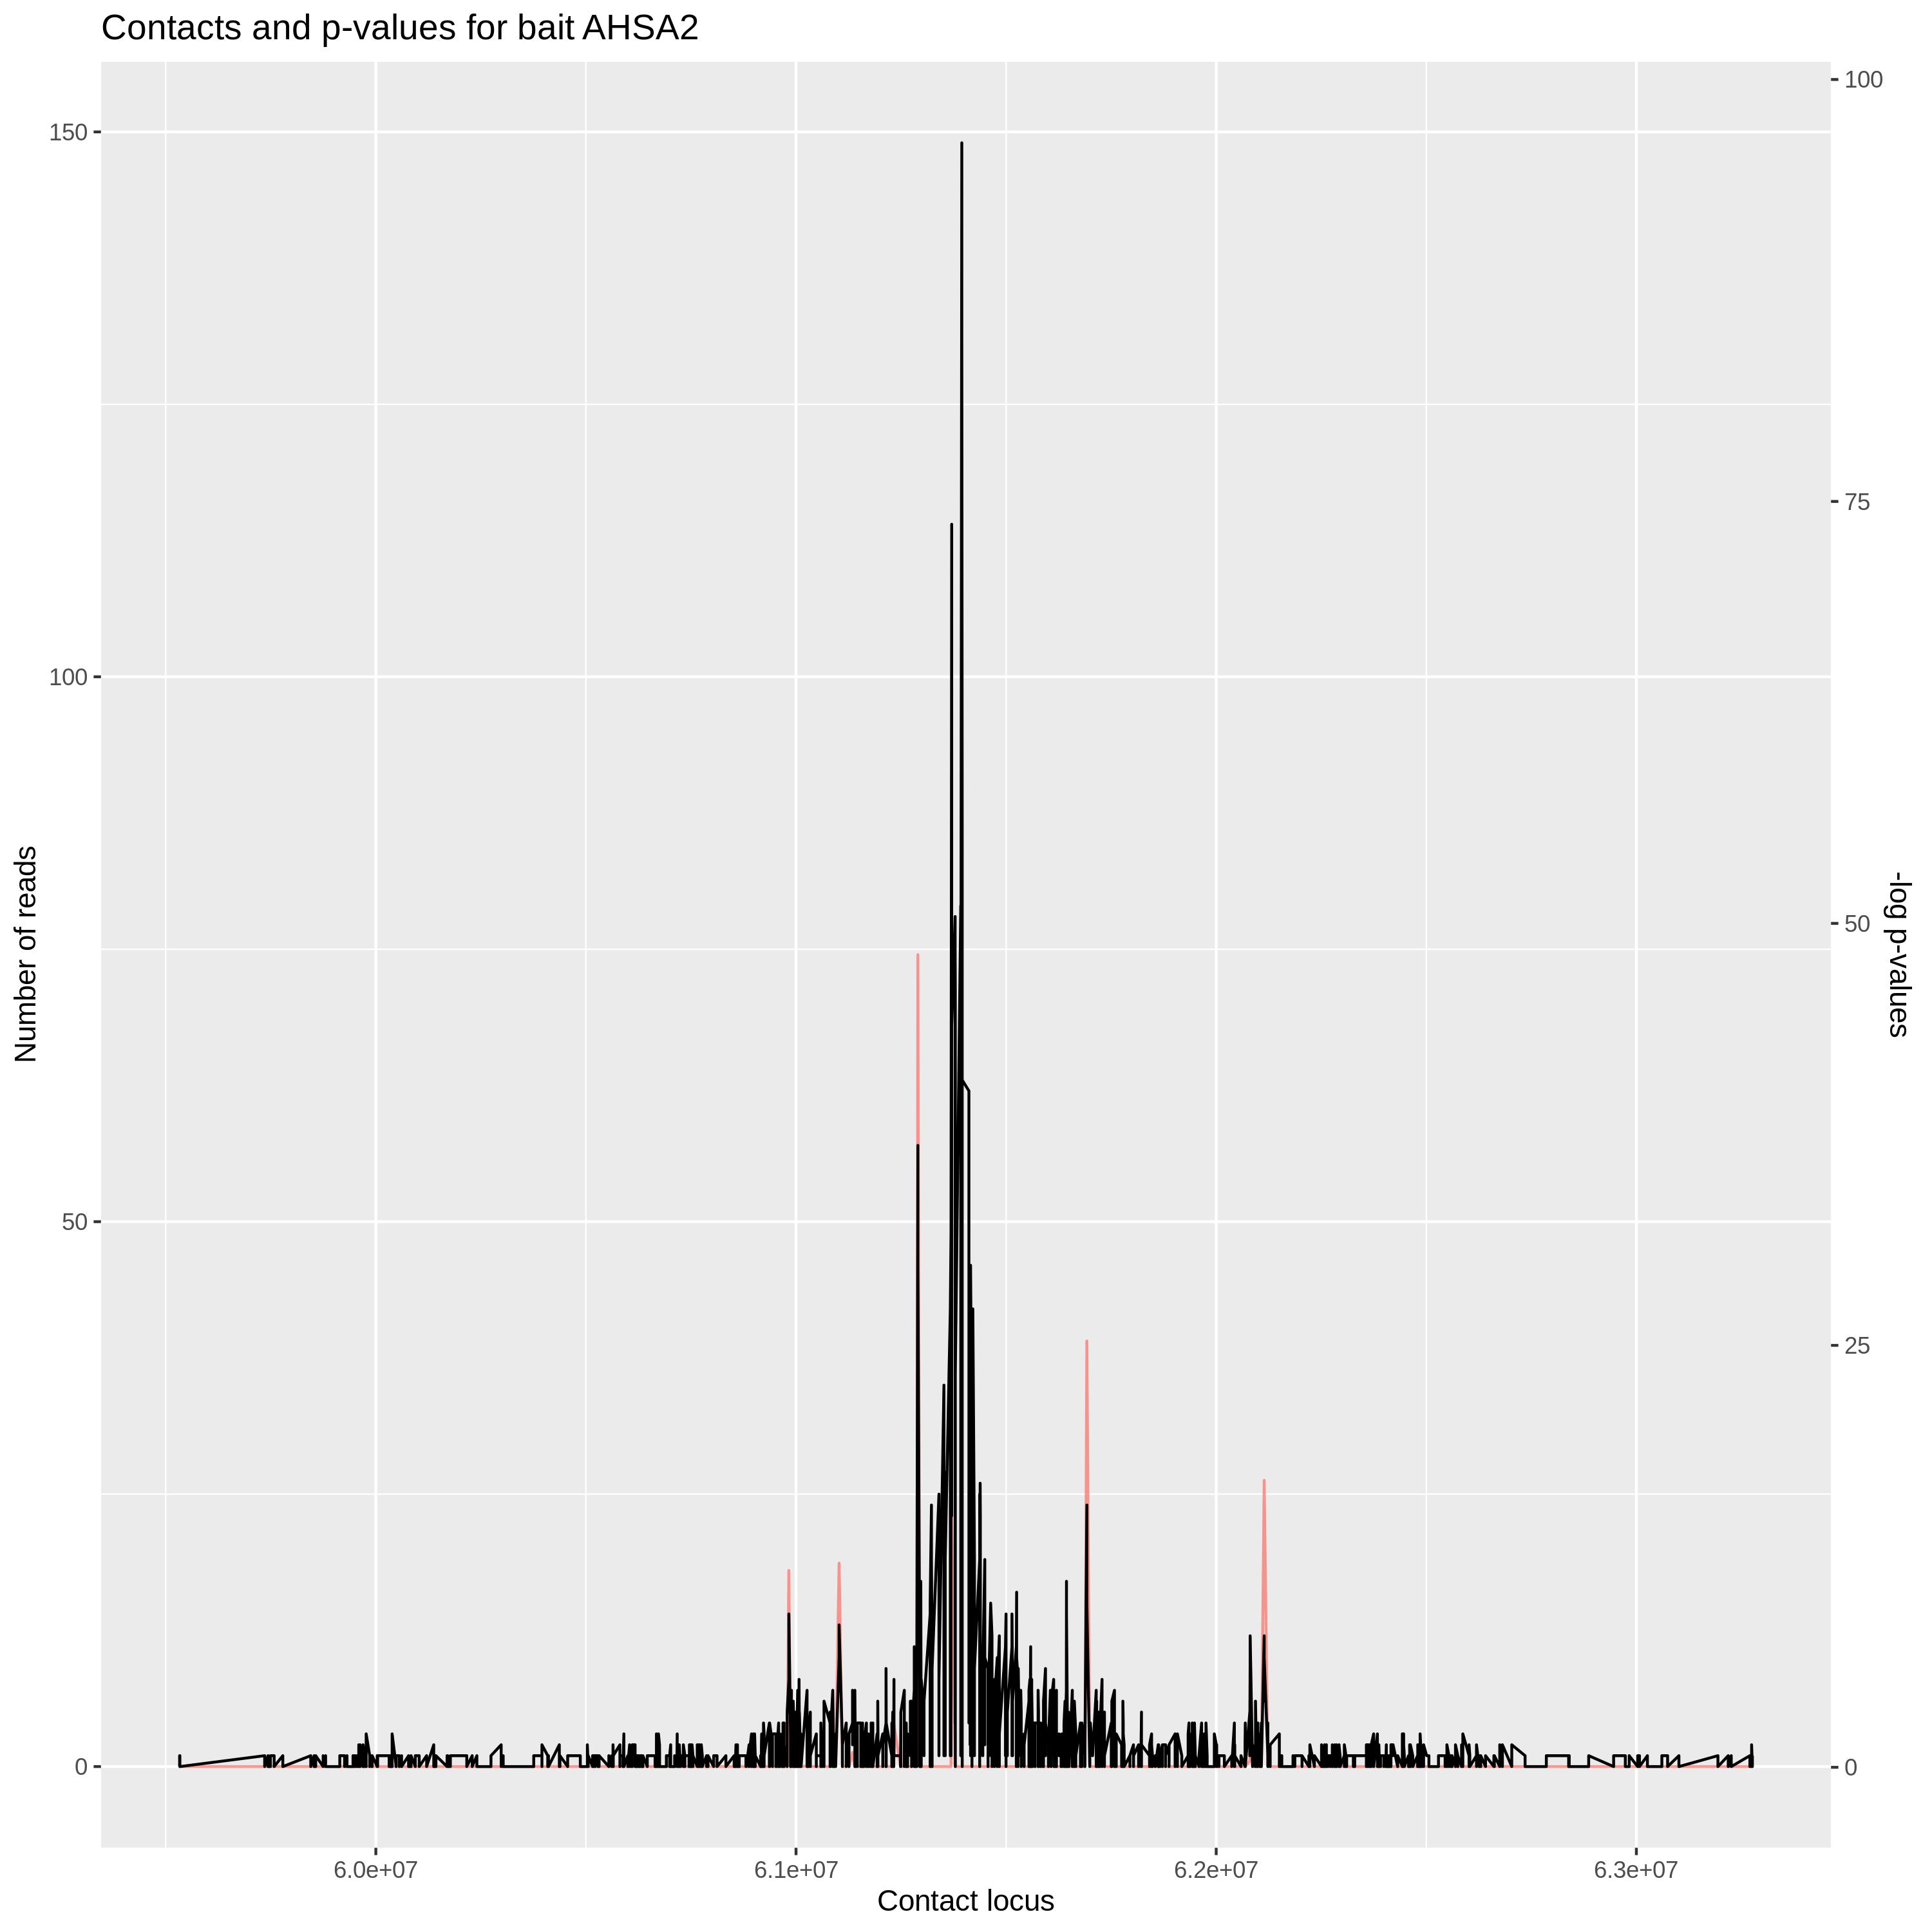 Contacts and p-values for bait AHSA2
150
100
50
0
Number of reads
100
75
50
25
0
-log p-values
6.0e+07
6.1e+07
6.2e+07
6.3e+07
Contact locus